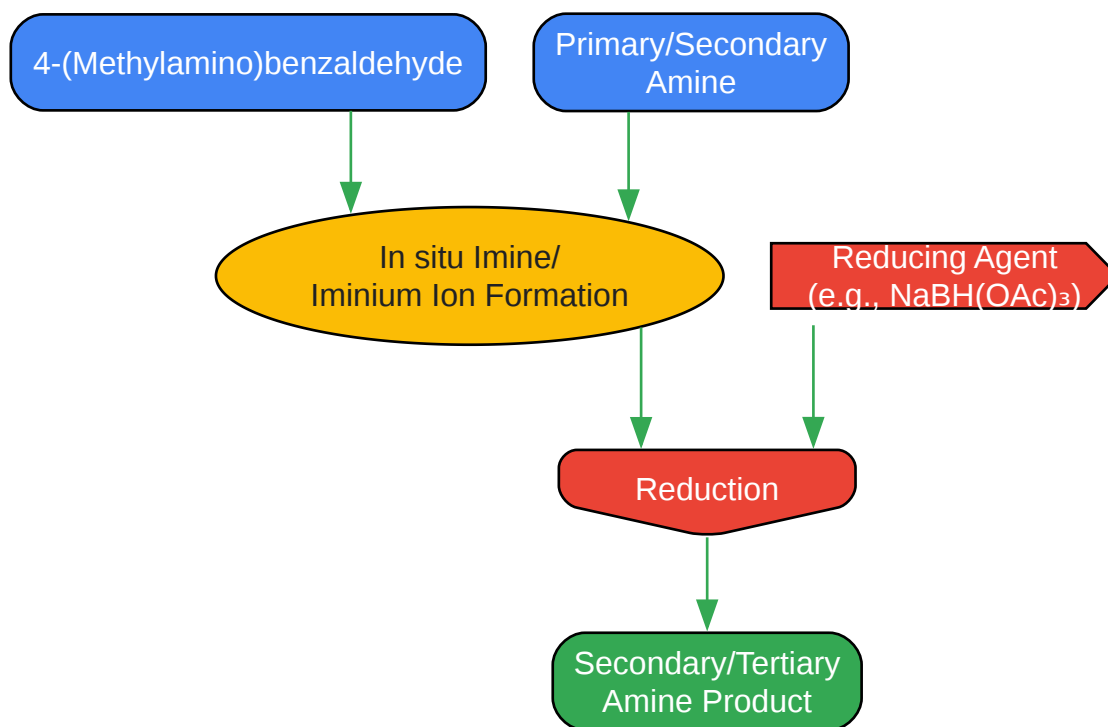 4-(Methylamino)benzaldehyde
Primary/Secondary
Amine
In situ Imine/
Iminium Ion Formation
Reducing Agent
(e.g., NaBH(OAc)₃)
Reduction
Secondary/Tertiary
Amine Product